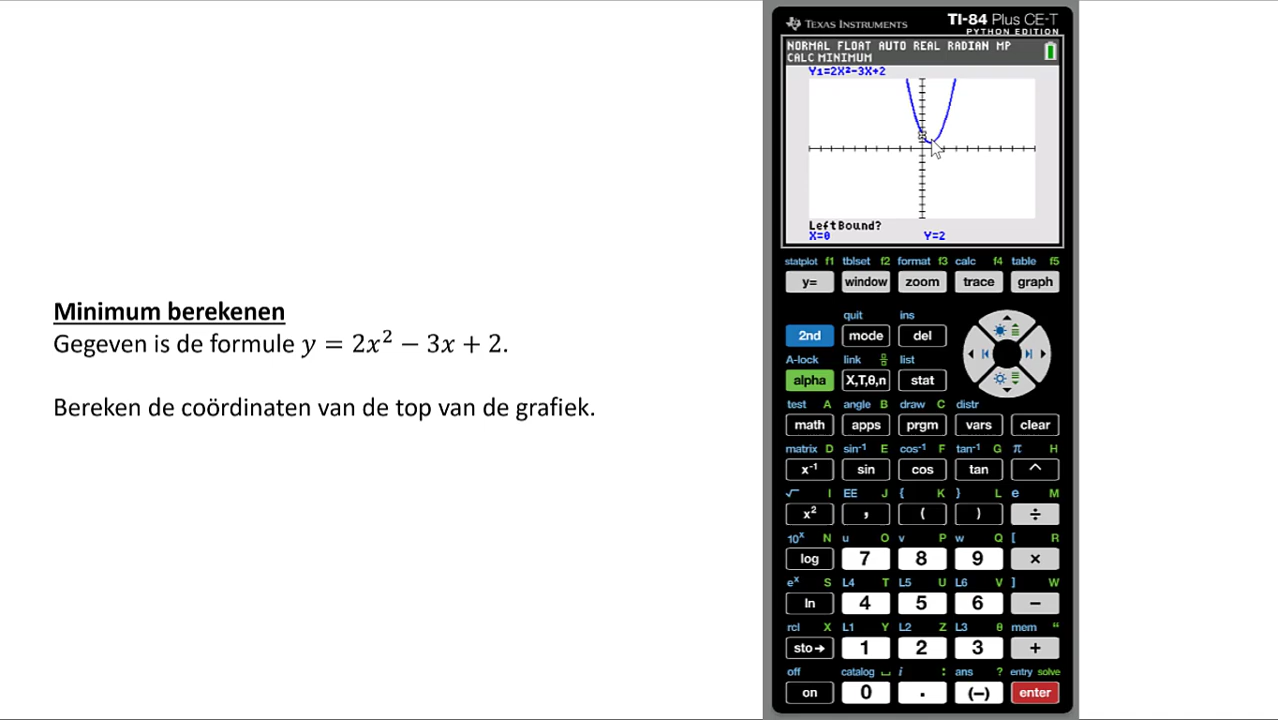 Minimum berekenen
Gegeven is de formule y = 2x² − 3x + 2.
Bereken de coördinaten van de top van de grafiek.
TEXAS INSTRUMENTS
TI-84 Plus CE-T
PYTHON EDITION
NORMAL FLOAT AUTO REAL RADIAN MP
CALC MINIMUM
Y1=2X²-3X+2
LeftBound?
X=0 Y=2
statplot f1 tblset f2 format f3 calc f4 table f5
y= window zoom trace graph
quit ins
2nd mode del
A-lock link list
alpha X,T,θ,n stat
test A angle B draw C distr
math apps prgm vars clear
matrix D sin⁻¹ E cos⁻¹ F tan⁻¹ G π H
x⁻¹ sin cos tan ^
√ I EE J { K } L e M
x² , ( ) ÷
10ˣ N u O v P w Q [ R
log 7 8 9 ×
eˣ S L4 T L5 U L6 V ] W
ln 4 5 6 −
rcl X L1 Y L2 Z L3 θ mem “
sto→ 1 2 3 +
off catalog ⎵ i : ans ? entry solve
on 0 . (−) enter